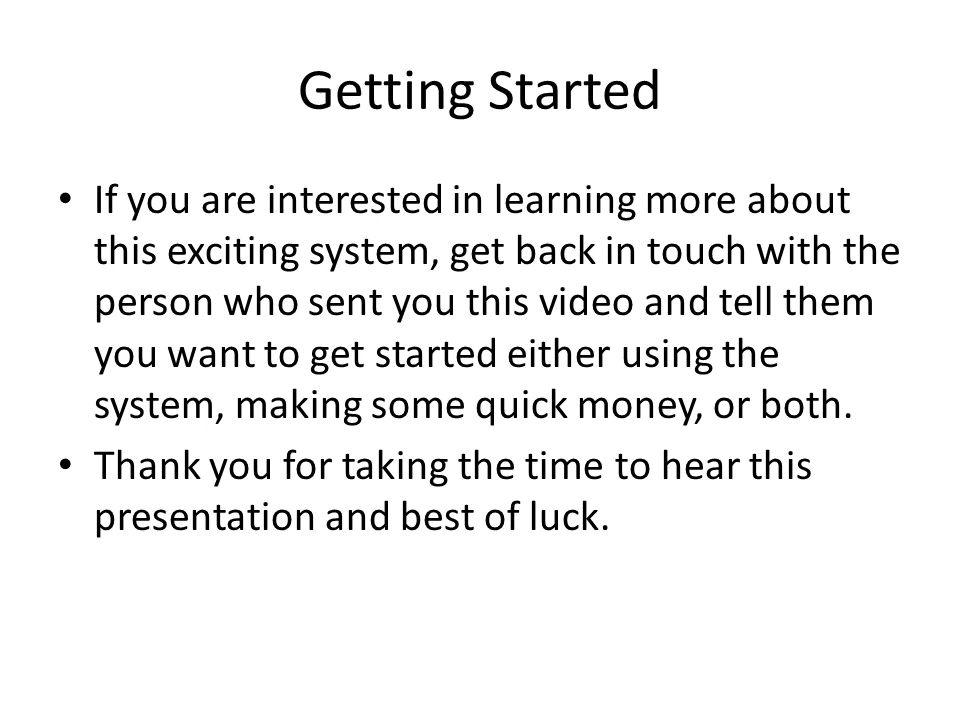 Getting Started
• If you are interested in learning more about
this exciting system, get back in touch with the
person who sent you this video and tell them
you want to get started either using the
system, making some quick money, or both.
• Thank you for taking the time to hear this
presentation and best of luck.